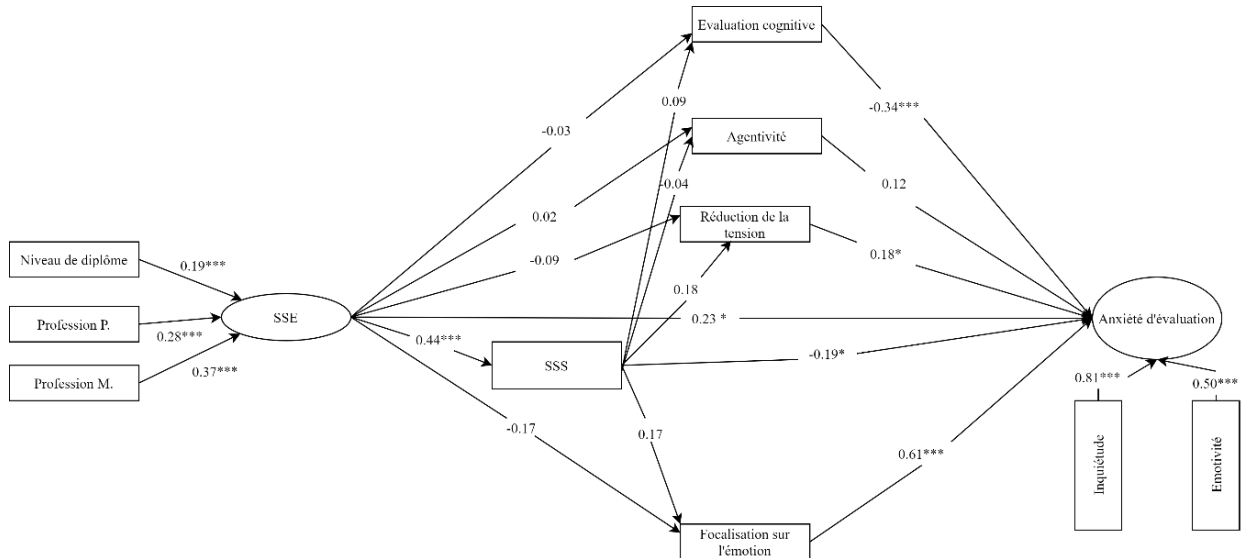 Evaluation cognitive
0.09
-0.34***
-0.03
Agentivité
-0.04
0.12
0.02
Réduction de la
tension
Niveau de diplôme
0.19***
-0.09
0.18*
0.18
Profession P.
0.28***
SSE
0.23 *
Anxiété d'évaluation
0.44***
SSS
-0.19*
Profession M.
0.37***
0.81***
0.50***
-0.17
0.17
0.61***
Inquiétude
Emotivité
Focalisation sur
l'émotion